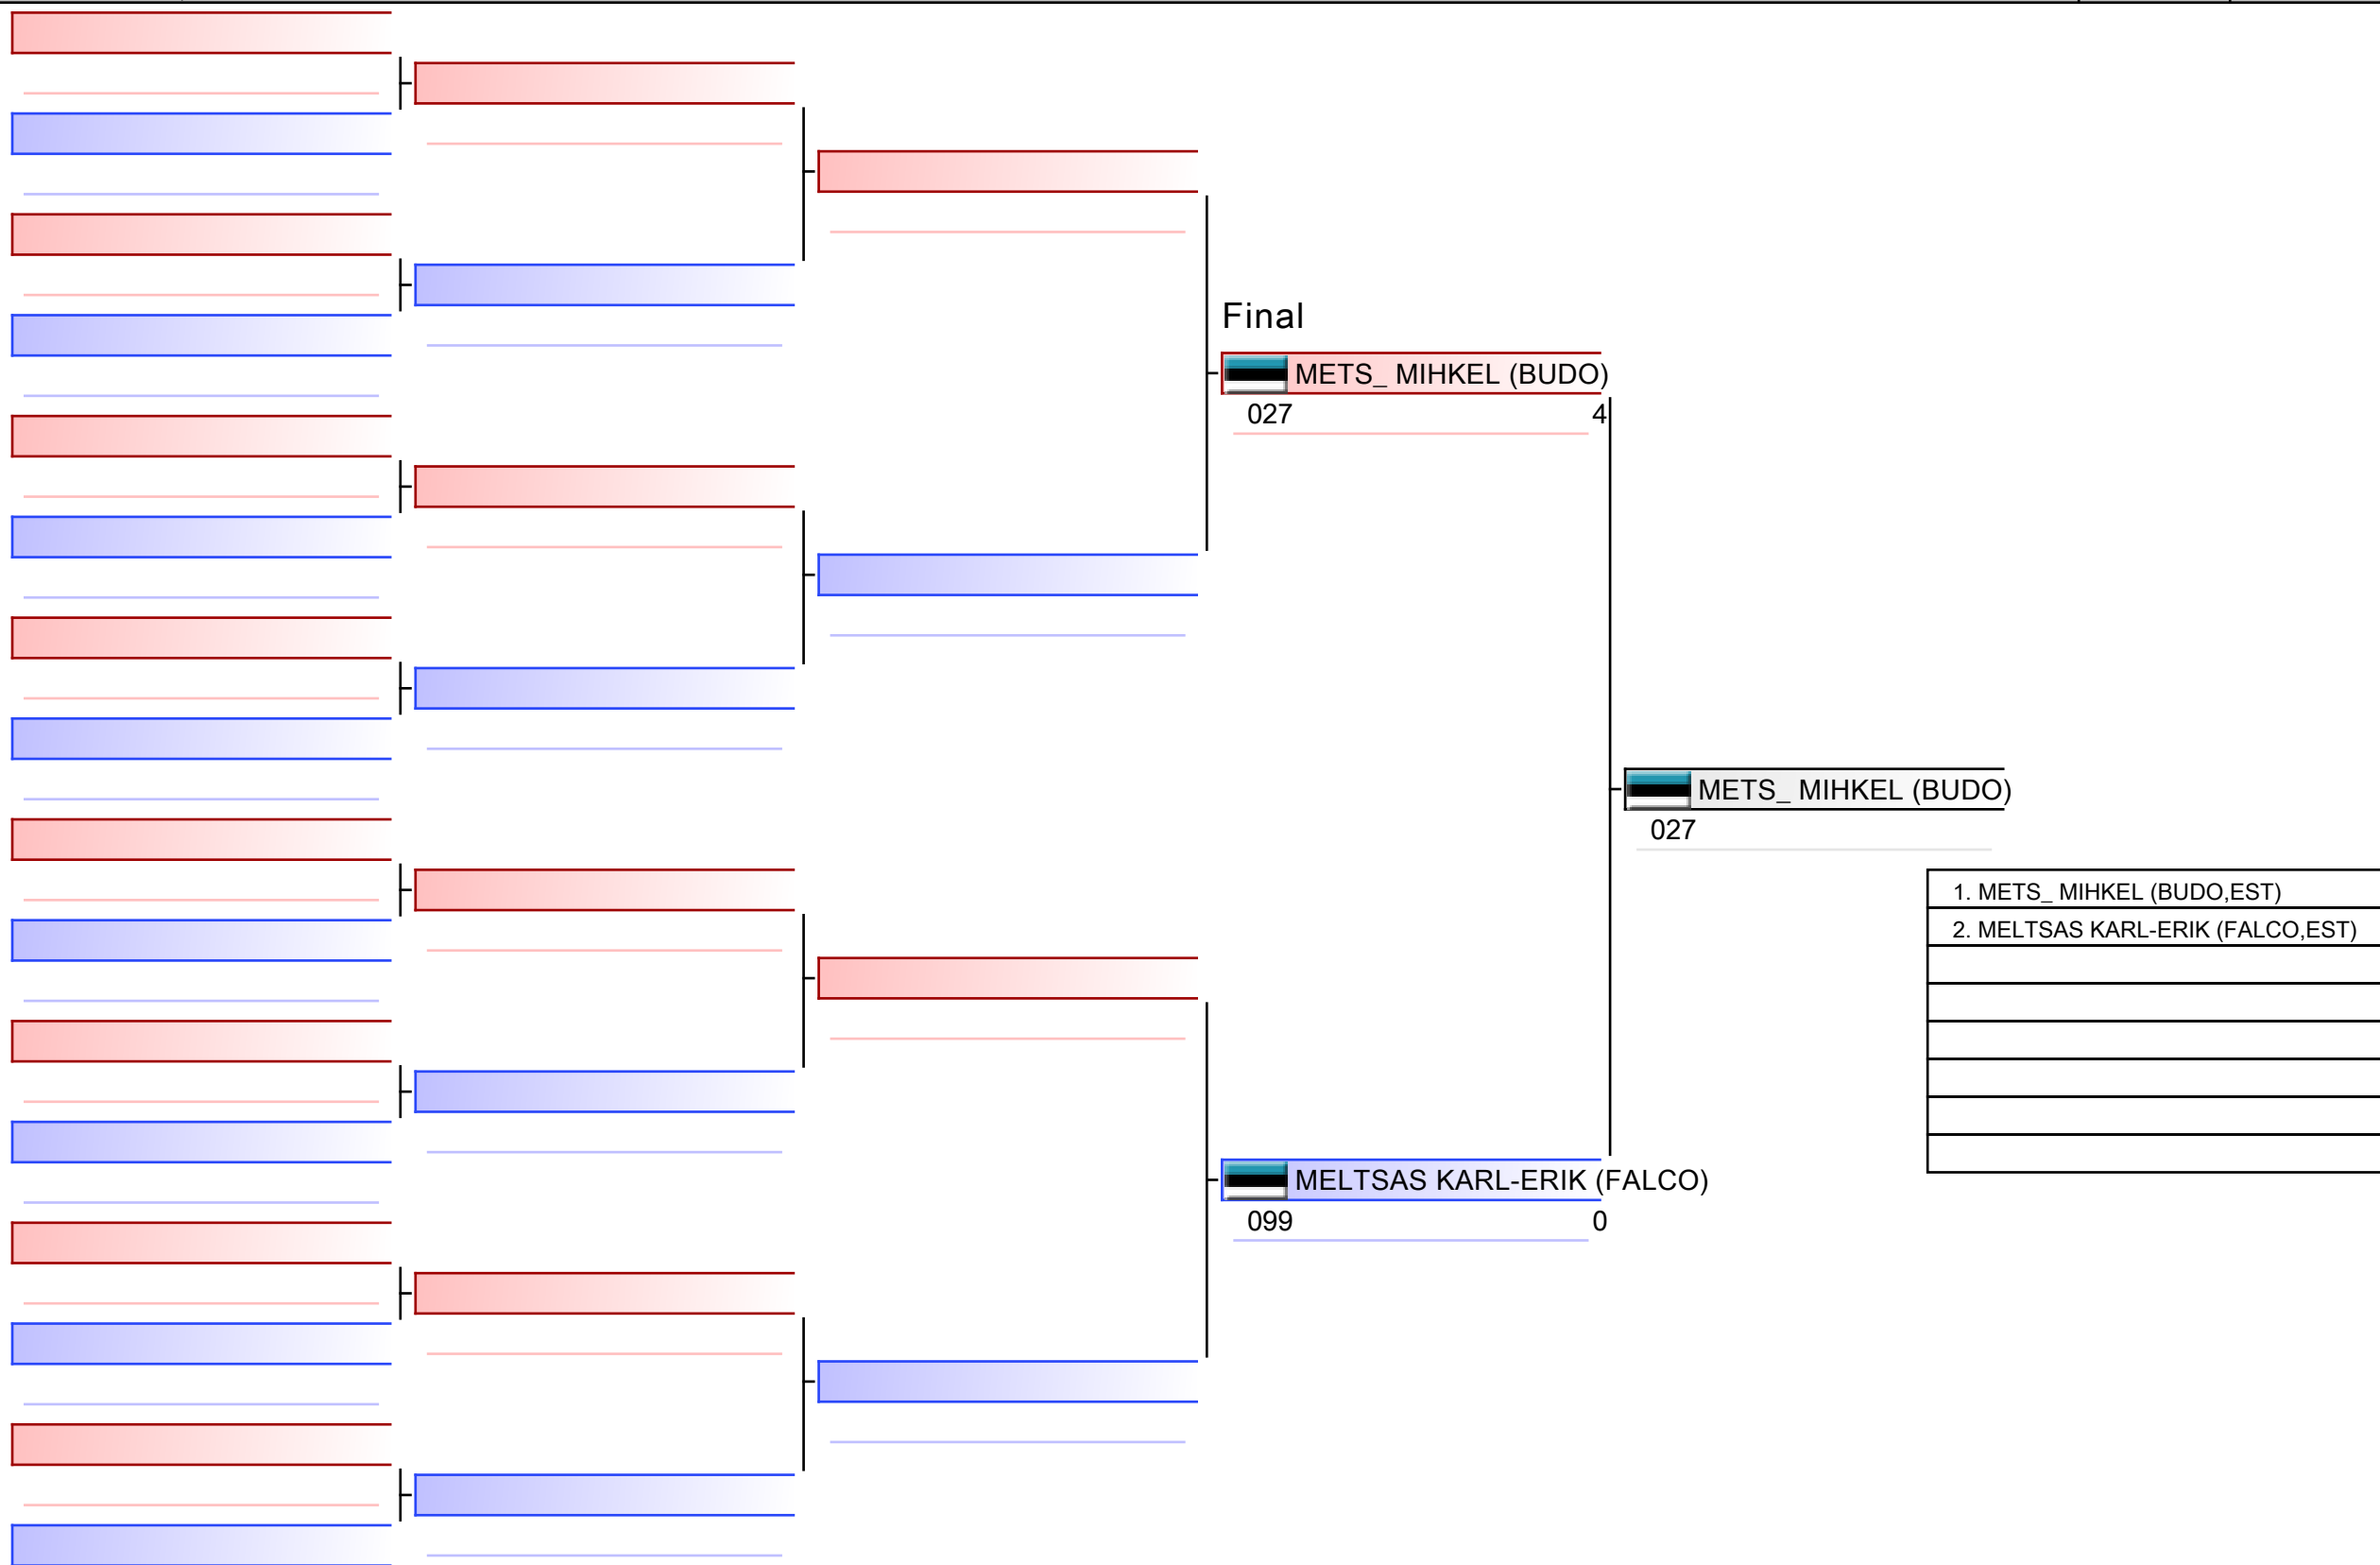 Final
METS_ MIHKEL (BUDO)
027 4
METS_ MIHKEL (BUDO)
027
1. METS_ MIHKEL (BUDO,EST)
2. MELTSAS KARL-ERIK (FALCO,EST)
MELTSAS KARL-ERIK (FALCO)
099 0